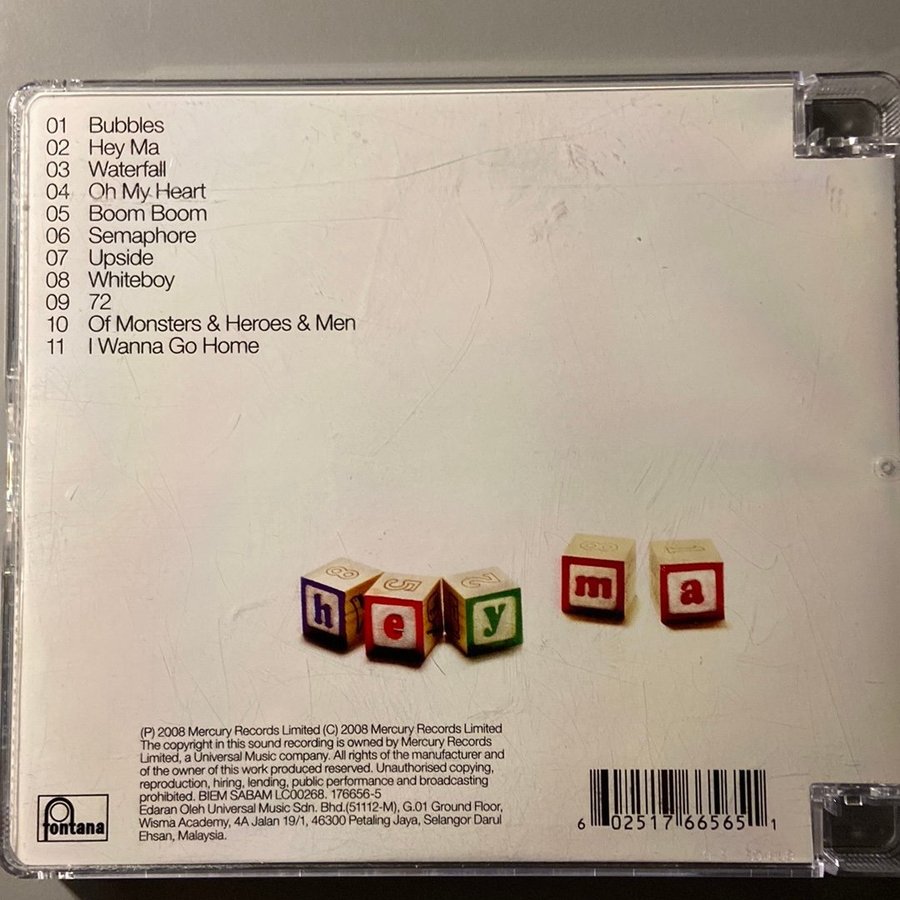 01 Bubbles
02 Hey Ma
03 Waterfall
04 Oh My Heart
05 Boom Boom
06 Semaphore
07 Upside
08 Whiteboy
09 72
10 Of Monsters & Heroes & Men
11 I Wanna Go Home
8 5 2 8 1
h e y m a
(P) 2008 Mercury Records Limited (C) 2008 Mercury Records Limited
The copyright in this sound recording is owned by Mercury Records
Limited, a Universal Music company. All rights of the manufacturer and
of the owner of this work produced reserved. Unauthorised copying,
reproduction, hiring, lending, public performance and broadcasting
prohibited. BIEM SABAM LC00268. 176656-5
Edaran Oleh Universal Music Sdn. Bhd.(51112-M), G.01 Ground Floor,
Wisma Academy, 4A Jalan 19/1, 46300 Petaling Jaya, Selangor Darul
Ehsan, Malaysia.
fontana
6 02517 66565 1